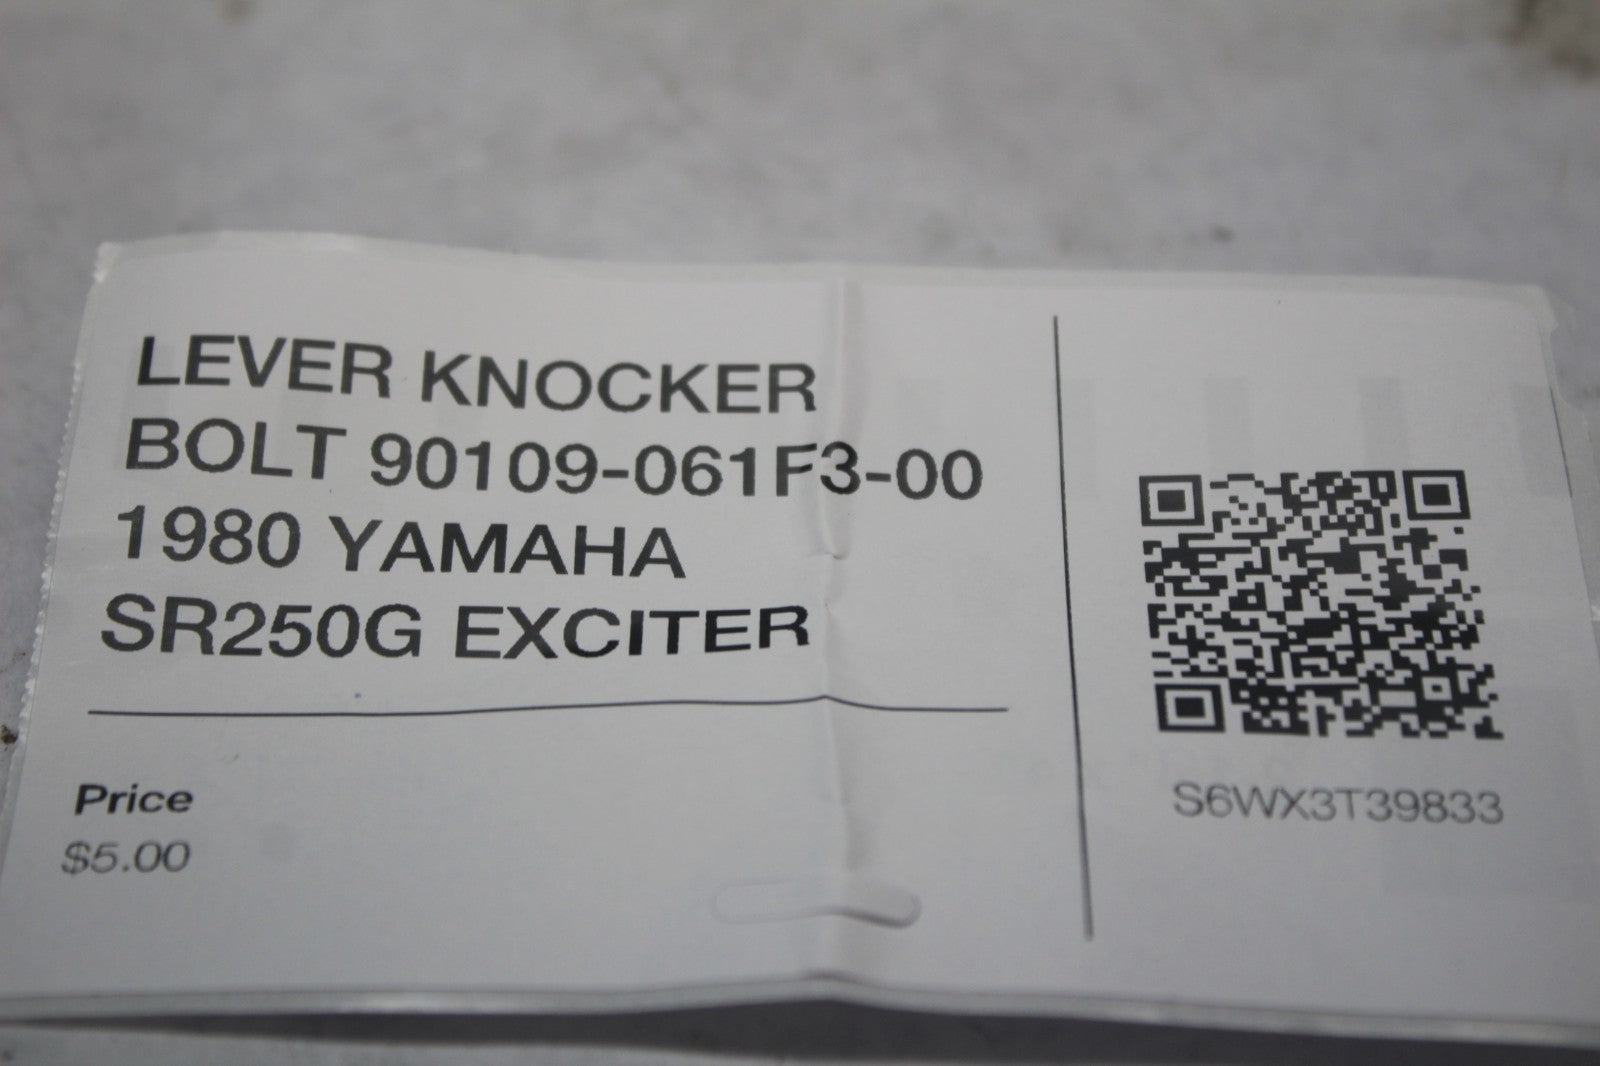 LEVER KNOCKER
BOLT 90109-061F3-00
1980 YAMAHA
SR250G EXCITER
Price
$5.00
S6WX3T39833